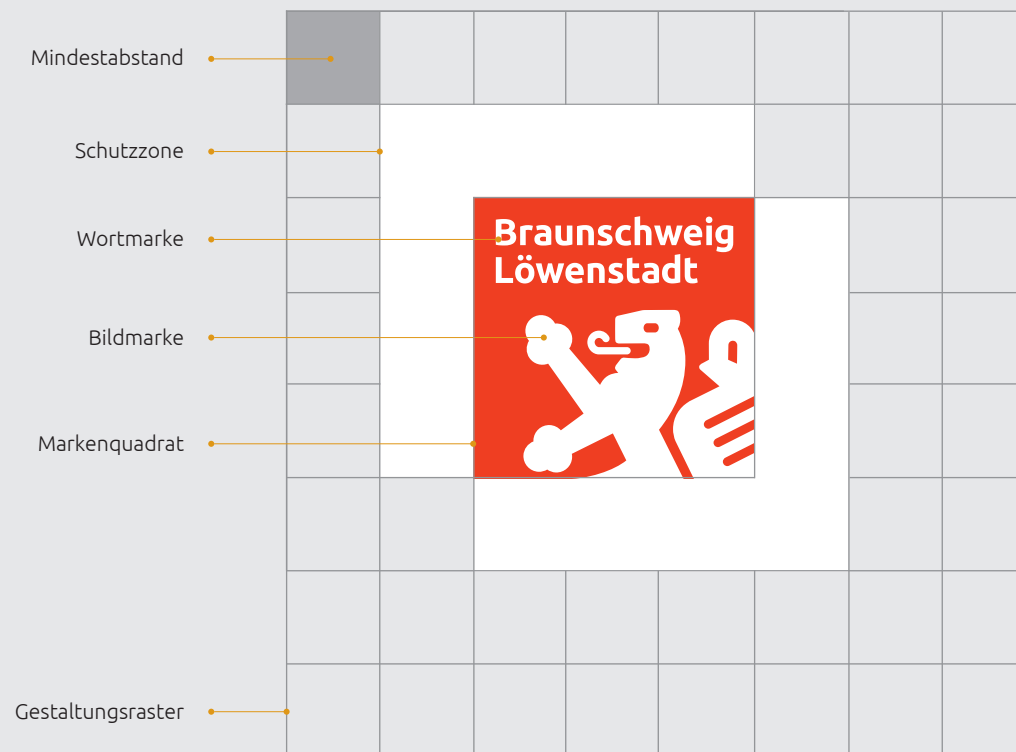 Mindestabstand
Schutzzone
Wortmarke
Braunschweig
Löwenstadt
Bildmarke
Markenquadrat
Gestaltungsraster